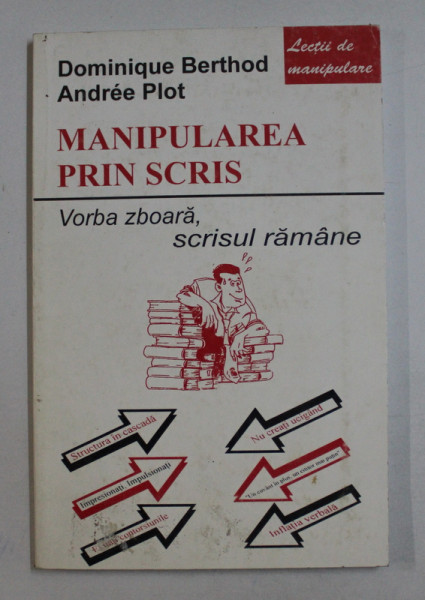 Lecții de
manipulare
Dominique Berthod
Andrée Plot
MANIPULAREA
PRIN SCRIS
Vorba zboară,
scrisul rămâne
Structura în cascadă
Nu creați ucigând
Impresionați. Impulsionați
Inflația verbală